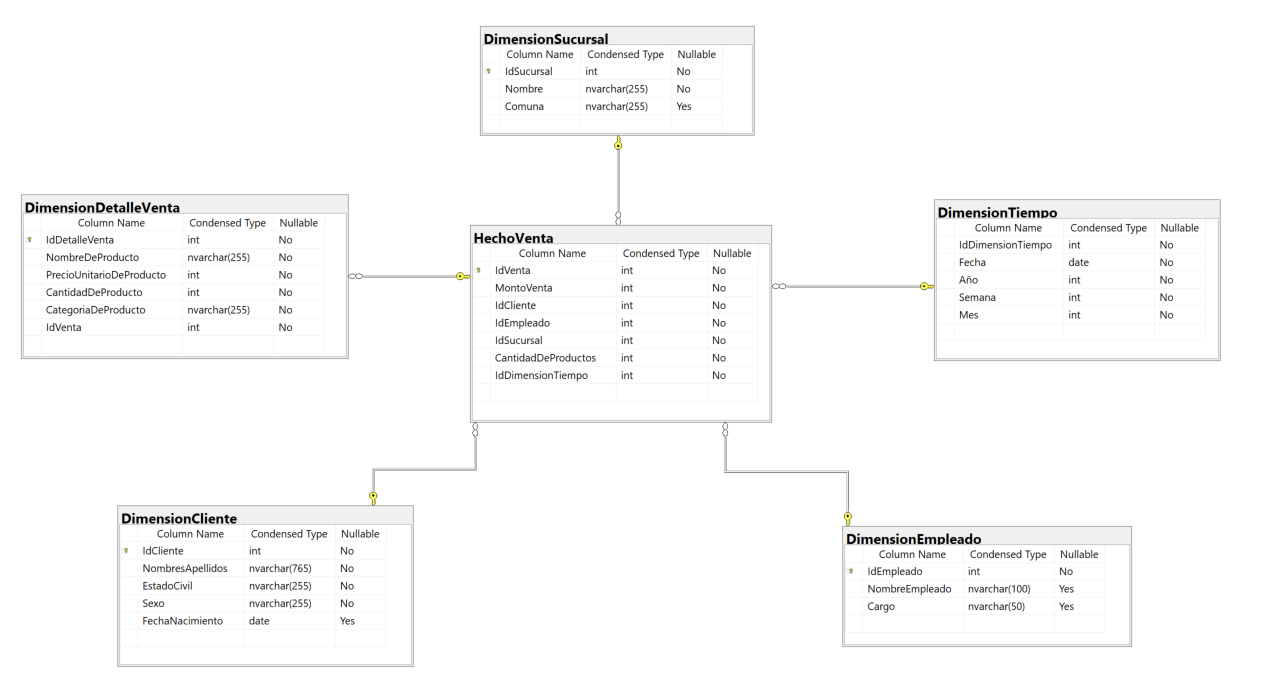 DimensionSucursal
Column Name Condensed Type Nullable
IdSucursal int No
Nombre nvarchar(255) No
Comuna nvarchar(255) Yes
DimensionDetalleVenta
Column Name Condensed Type Nullable
IdDetalleVenta int No
NombreDeProducto nvarchar(255) No
PrecioUnitarioDeProducto int No
CantidadDeProducto int No
CategoriaDeProducto nvarchar(255) No
IdVenta int No
HechoVenta
Column Name Condensed Type Nullable
IdVenta int No
MontoVenta int No
IdCliente int No
IdEmpleado int No
IdSucursal int No
CantidadDeProductos int No
IdDimensionTiempo int No
DimensionTiempo
Column Name Condensed Type Nullable
IdDimensionTiempo int No
Fecha date No
Año int No
Semana int No
Mes int No
DimensionCliente
Column Name Condensed Type Nullable
IdCliente int No
NombresApellidos nvarchar(765) No
EstadoCivil nvarchar(255) No
Sexo nvarchar(255) No
FechaNacimiento date Yes
DimensionEmpleado
Column Name Condensed Type Nullable
IdEmpleado int No
NombreEmpleado nvarchar(100) Yes
Cargo nvarchar(50) Yes